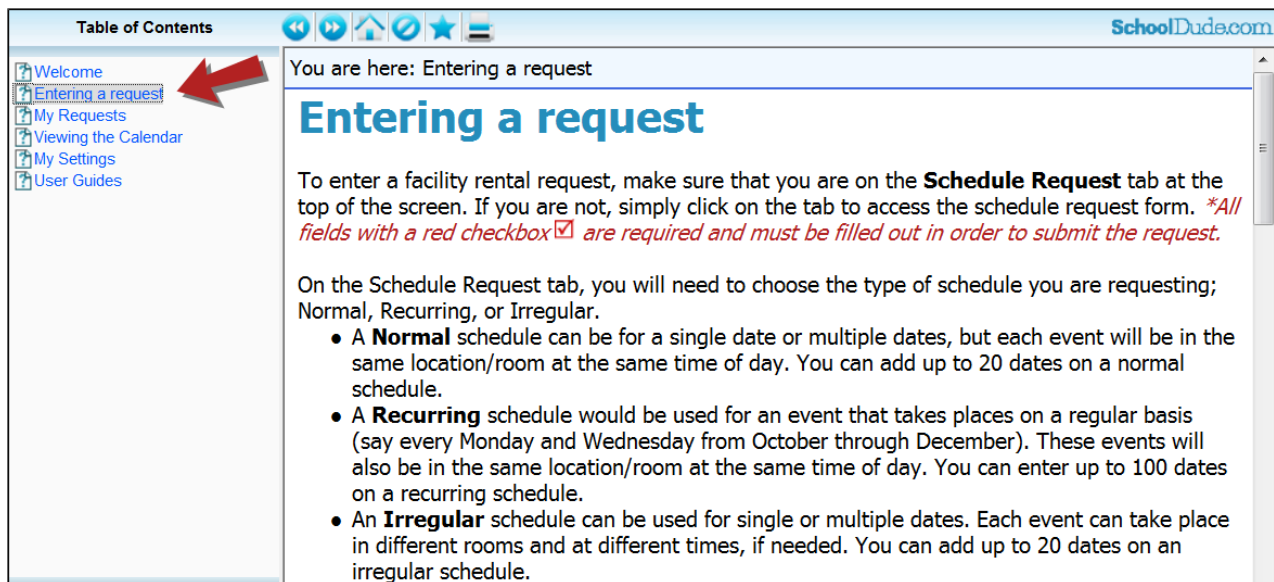 Table of Contents
SchoolDude.com
Welcome
Entering a request
My Requests
Viewing the Calendar
My Settings
User Guides
You are here: Entering a request
Entering a request
To enter a facility rental request, make sure that you are on the Schedule Request tab at the
top of the screen. If you are not, simply click on the tab to access the schedule request form. *All
fields with a red checkbox are required and must be filled out in order to submit the request.
On the Schedule Request tab, you will need to choose the type of schedule you are requesting;
Normal, Recurring, or Irregular.
● A Normal schedule can be for a single date or multiple dates, but each event will be in the
same location/room at the same time of day. You can add up to 20 dates on a normal
schedule.
● A Recurring schedule would be used for an event that takes places on a regular basis
(say every Monday and Wednesday from October through December). These events will
also be in the same location/room at the same time of day. You can enter up to 100 dates
on a recurring schedule.
● An Irregular schedule can be used for single or multiple dates. Each event can take place
in different rooms and at different times, if needed. You can add up to 20 dates on an
irregular schedule.